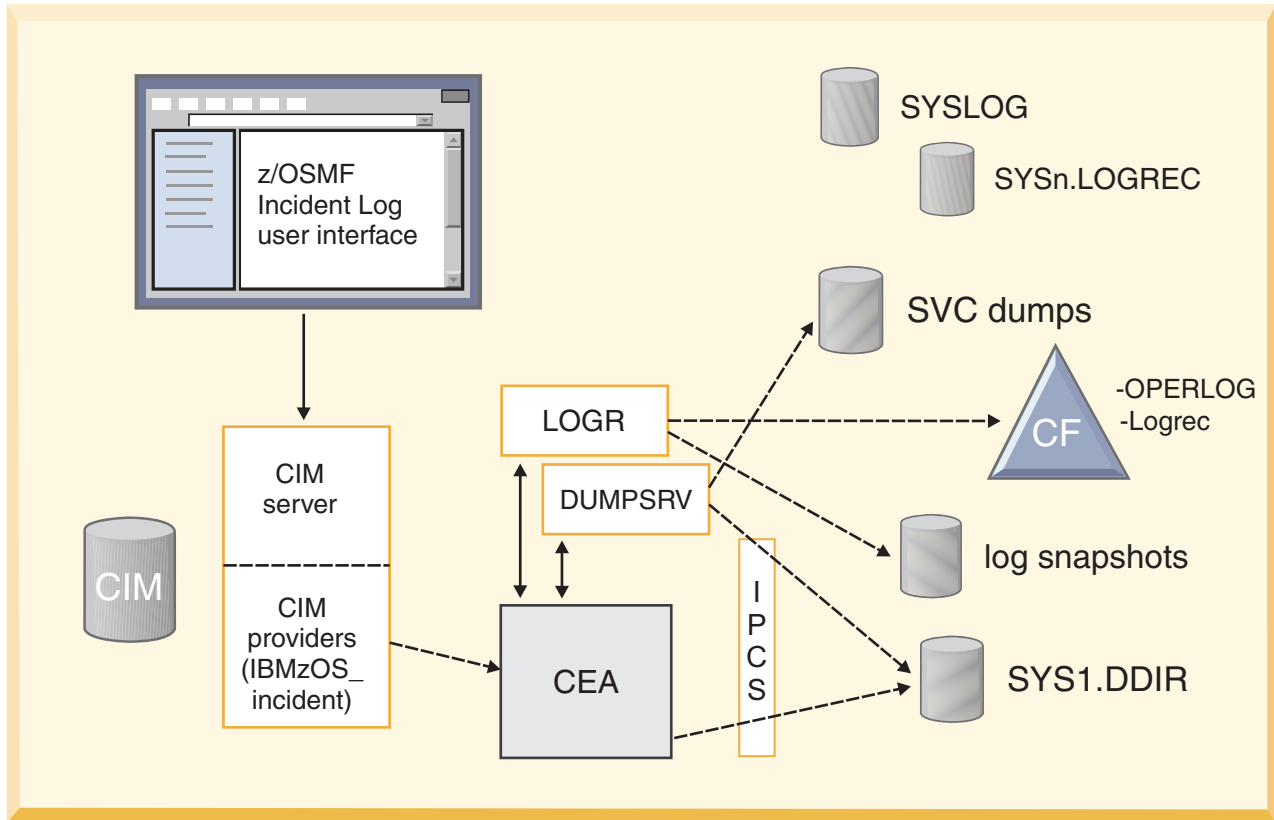 z/OSMF
Incident Log
user interface
SYSLOG
SYSn.LOGREC
SVC dumps
-OPERLOG
-Logrec
CF
LOGR
DUMPSRV
CIM
server
log snapshots
CIM
CIM
providers
(IBMzOS_
incident)
I
P
C
S
CEA
SYS1.DDIR